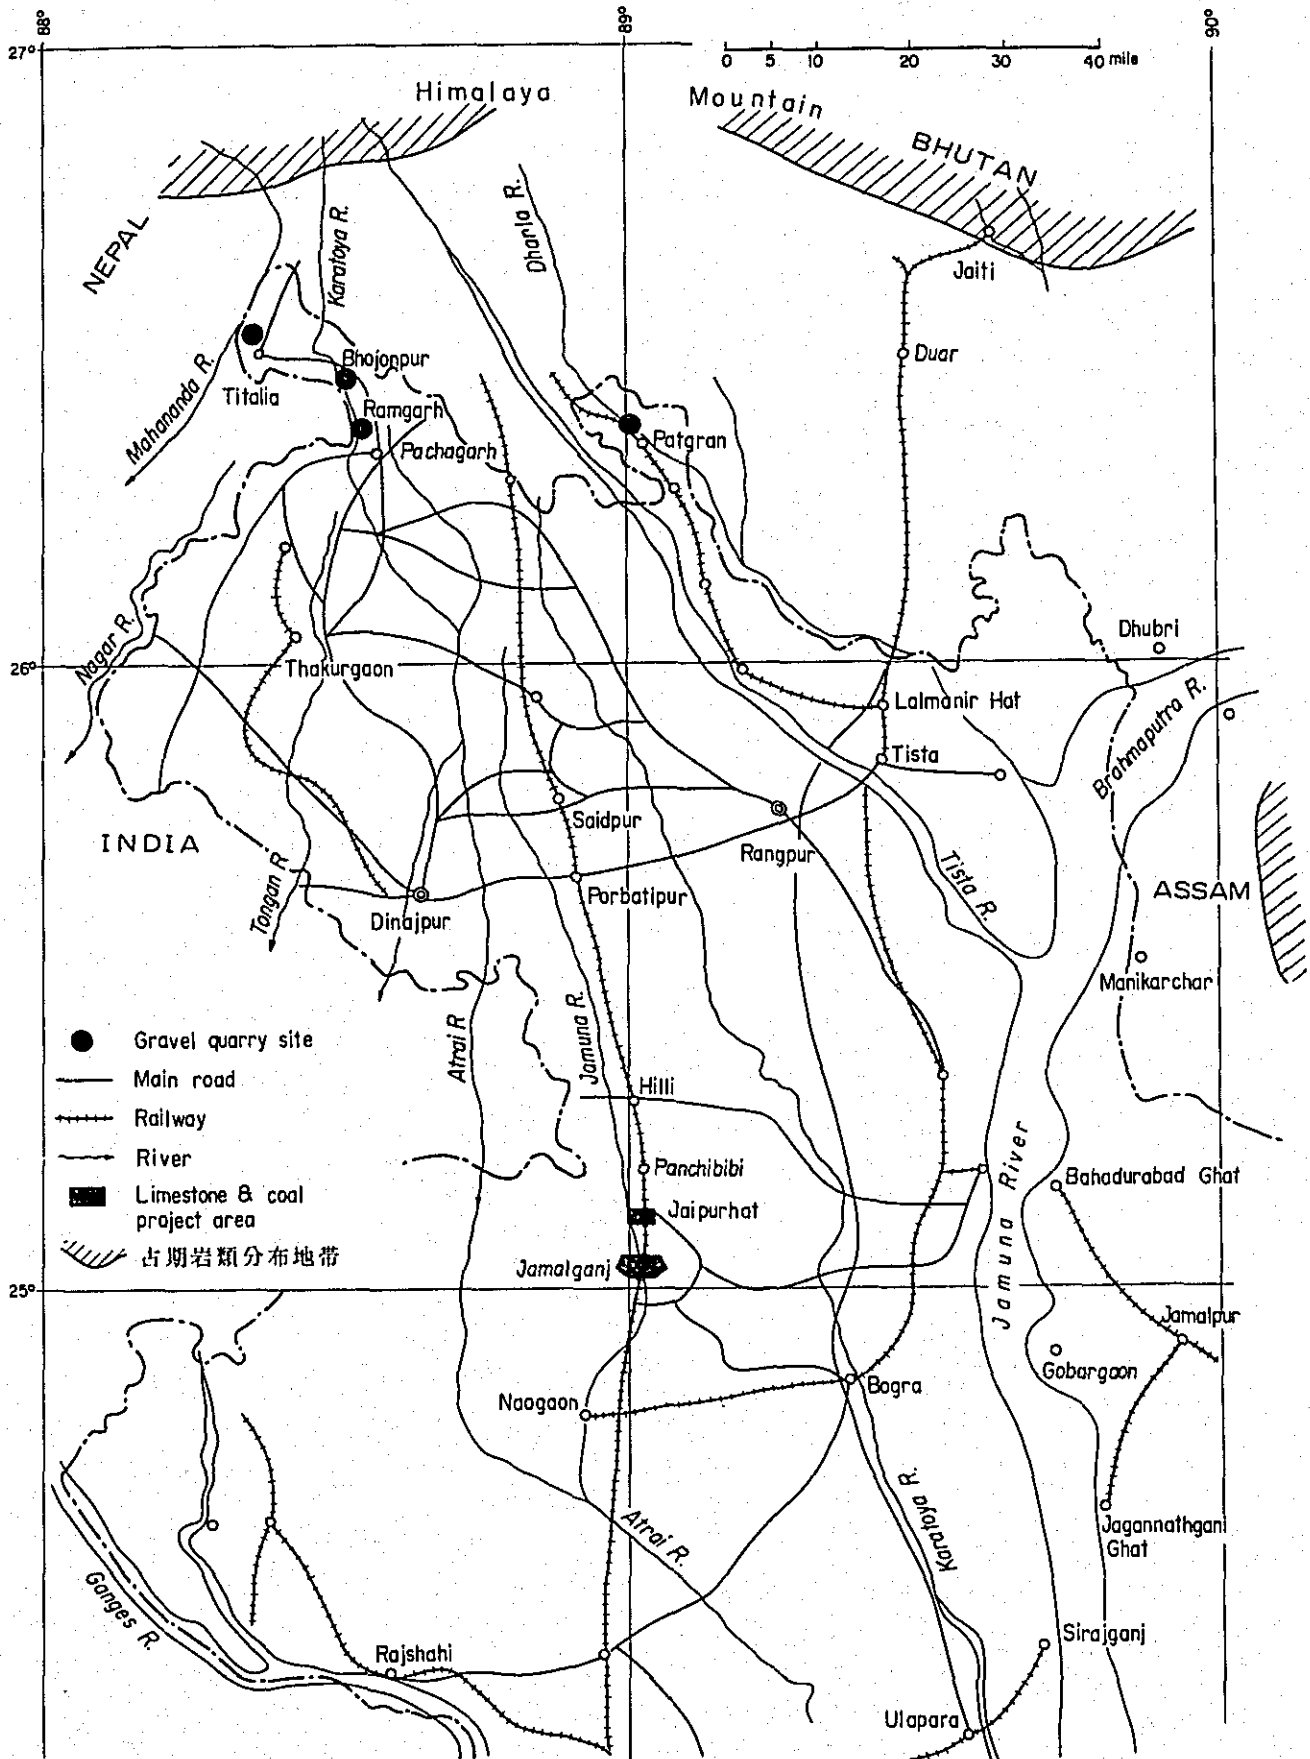 88°
89°
90°
27°
0 5 10 20 30 40 mile
Himalaya
Mountain
BHUTAN
NEPAL
Karatoya R.
Dharla R.
Jaiti
Mahananda R.
Titalia
Bhojonpur
Duar
Ramgarh
Pachagarh
Patgran
Nagar R.
Dhubri
26°
Thakurgaon
Lalmanir Hat
Brahmaputra R.
Tista
INDIA
Saidpur
Rangpur
Tista R.
ASSAM
Tongan R
Dinajpur
Porbatipur
Manikarchar
Atrai R
Jamuna R.
Gravel quarry site
Main road
Railway
River
Limestone & coal
project area
古期岩類分布地帯
Hilli
Panchibibi
Jaipurhat
Jamalganj
Jamuna River
Bahadurabad Ghat
25°
Jamalpur
Gobargaon
Naogaon
Bogra
Atrai R.
Karatoya R.
Jagannathganj
Ghat
Ganges R.
Rajshahi
Sirajganj
Ulapara